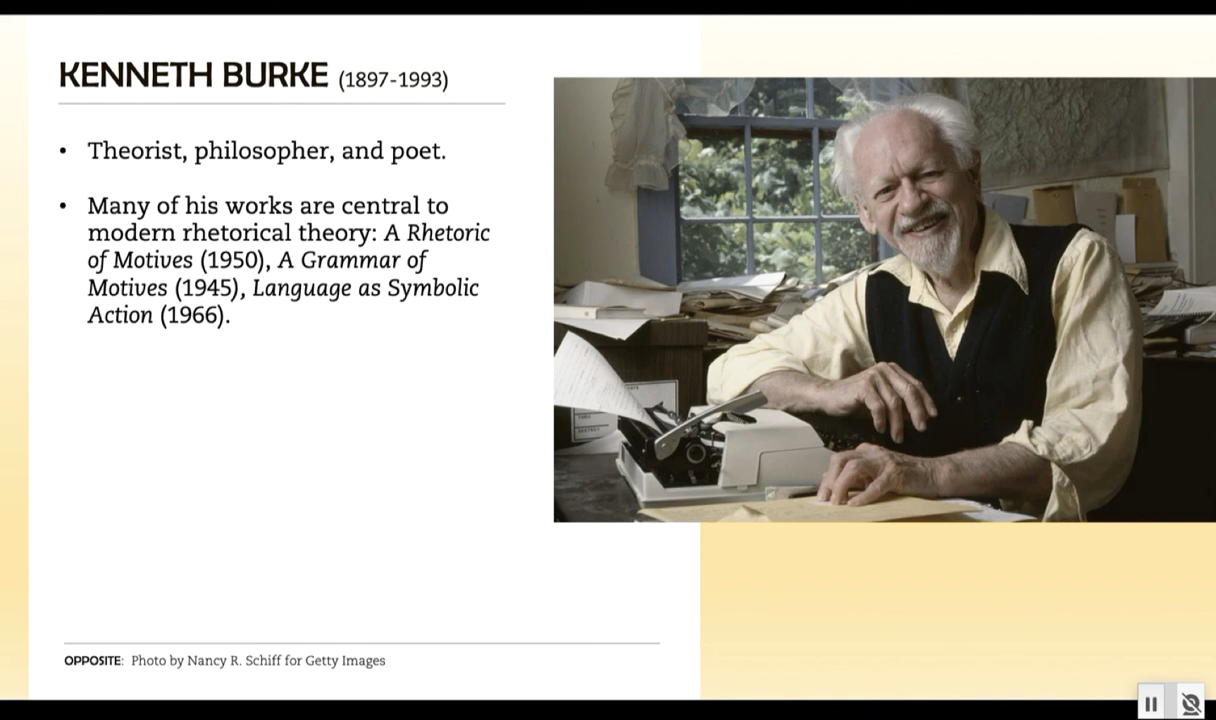 KENNETH BURKE (1897-1993)
• Theorist, philosopher, and poet.
• Many of his works are central to
modern rhetorical theory: A Rhetoric
of Motives (1950), A Grammar of
Motives (1945), Language as Symbolic
Action (1966).
OPPOSITE: Photo by Nancy R. Schiff for Getty Images